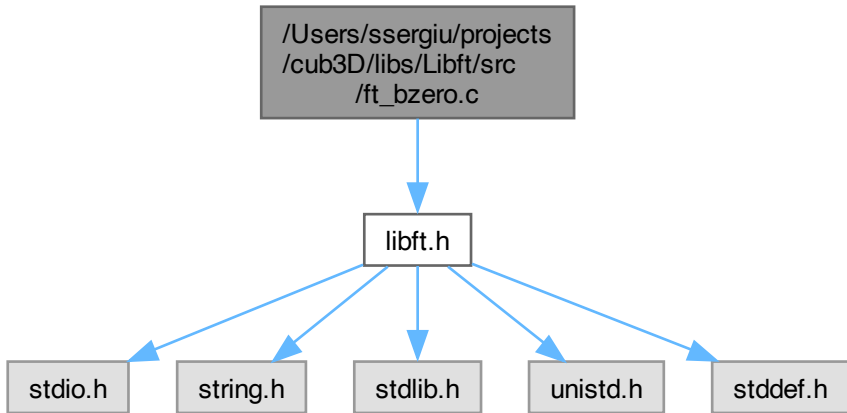 /Users/ssergiu/projects
/cub3D/libs/Libft/src
/ft_bzero.c
libft.h
stdio.h
string.h
stdlib.h
unistd.h
stddef.h